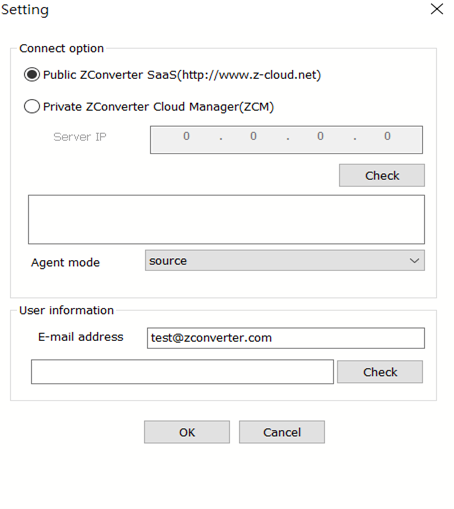 Setting
Connect option
Public ZConverter SaaS(http://www.z-cloud.net)
Private ZConverter Cloud Manager(ZCM)
Server IP 0 . 0 . 0 . 0
Check
Agent mode source
User information
E-mail address test@zconverter.com
Check
OK Cancel